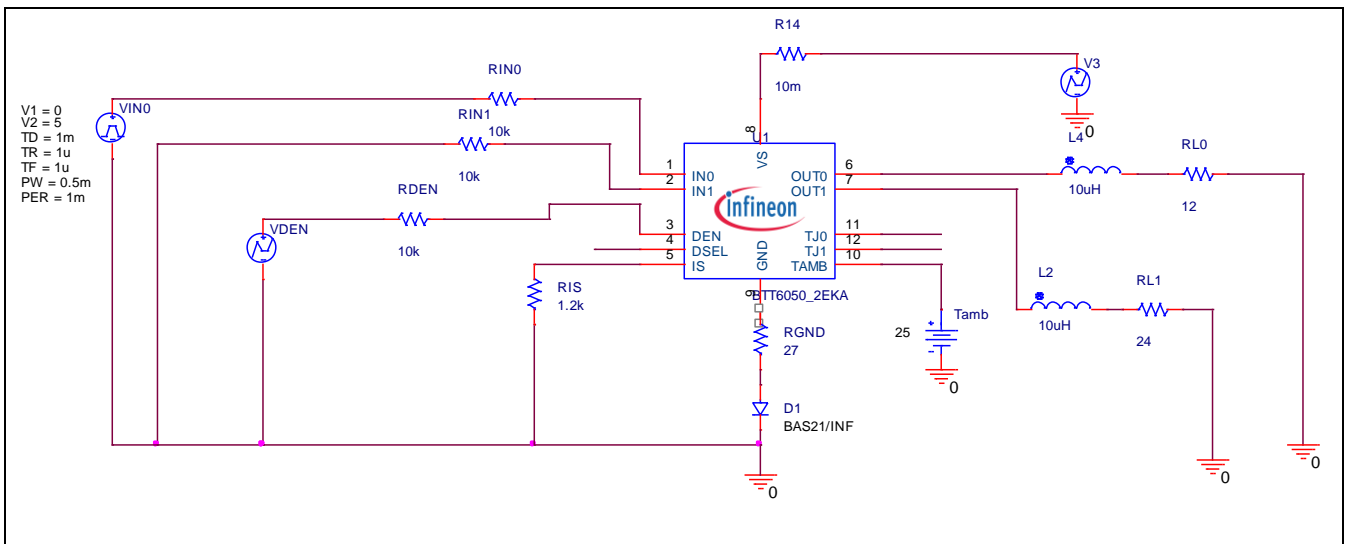 R14
10m
V3
0
RIN0
VIN0
V1 = 0
V2 = 5
TD = 1m
TR = 1u
TF = 1u
PW = 0.5m
PER = 1m
RIN1
10k
10k
RDEN
10k
VDEN
RIS
1.2k
U1
8
VS
1
IN0
2
IN1
3
DEN
4
DSEL
5
IS
infineon
GND
9
6
OUT0
7
OUT1
11
TJ0
12
TJ1
10
TAMB
BTT6050_2EKA
L4
10uH
RL0
12
0
L2
10uH
RL1
24
0
Tamb
25
0
RGND
27
D1
BAS21/INF
0